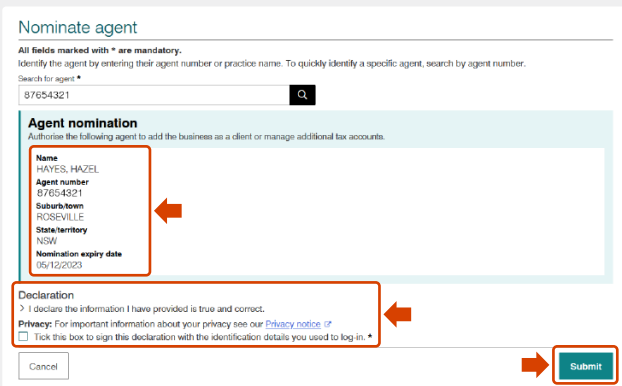 Nominate agent
All fields marked with * are mandatory.
Identify the agent by entering their agent number or practice name. To quickly identify a specific agent, search by agent number.
Search for agent *
87654321
Agent nomination
Authorise the following agent to add the business as a client or manage additional tax accounts.
Name
HAYES, HAZEL
Agent number
87654321
Suburb/town
ROSEVILLE
State/territory
NSW
Nomination expiry date
05/12/2023
Declaration
> I declare the information I have provided is true and correct.
Privacy: For important information about your privacy see our Privacy notice
Tick this box to sign this declaration with the identification details you used to log-in. *
Cancel
Submit